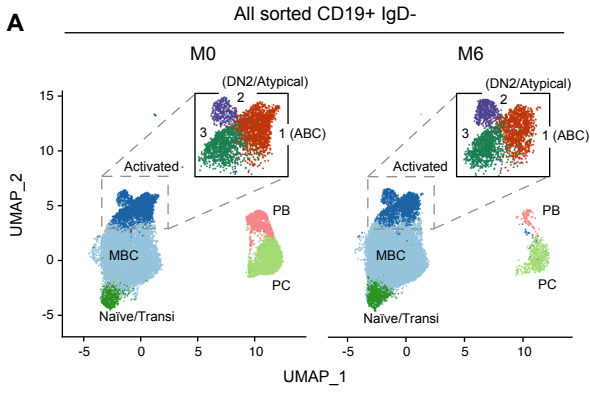 A
All sorted CD19+ IgD-
M0
M6
(DN2/Atypical)
2
3
1 (ABC)
(DN2/Atypical)
2
3
1 (ABC)
15
10
5
0
-5
UMAP_2
Activated
MBC
Naïve/Transi
PB
PC
Activated
MBC
Naïve/Transi
PB
PC
-5
0
5
10
-5
0
5
10
UMAP_1